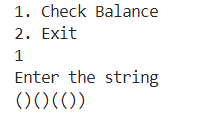 1. Check Balance
2. Exit
1
Enter the string
()()(())